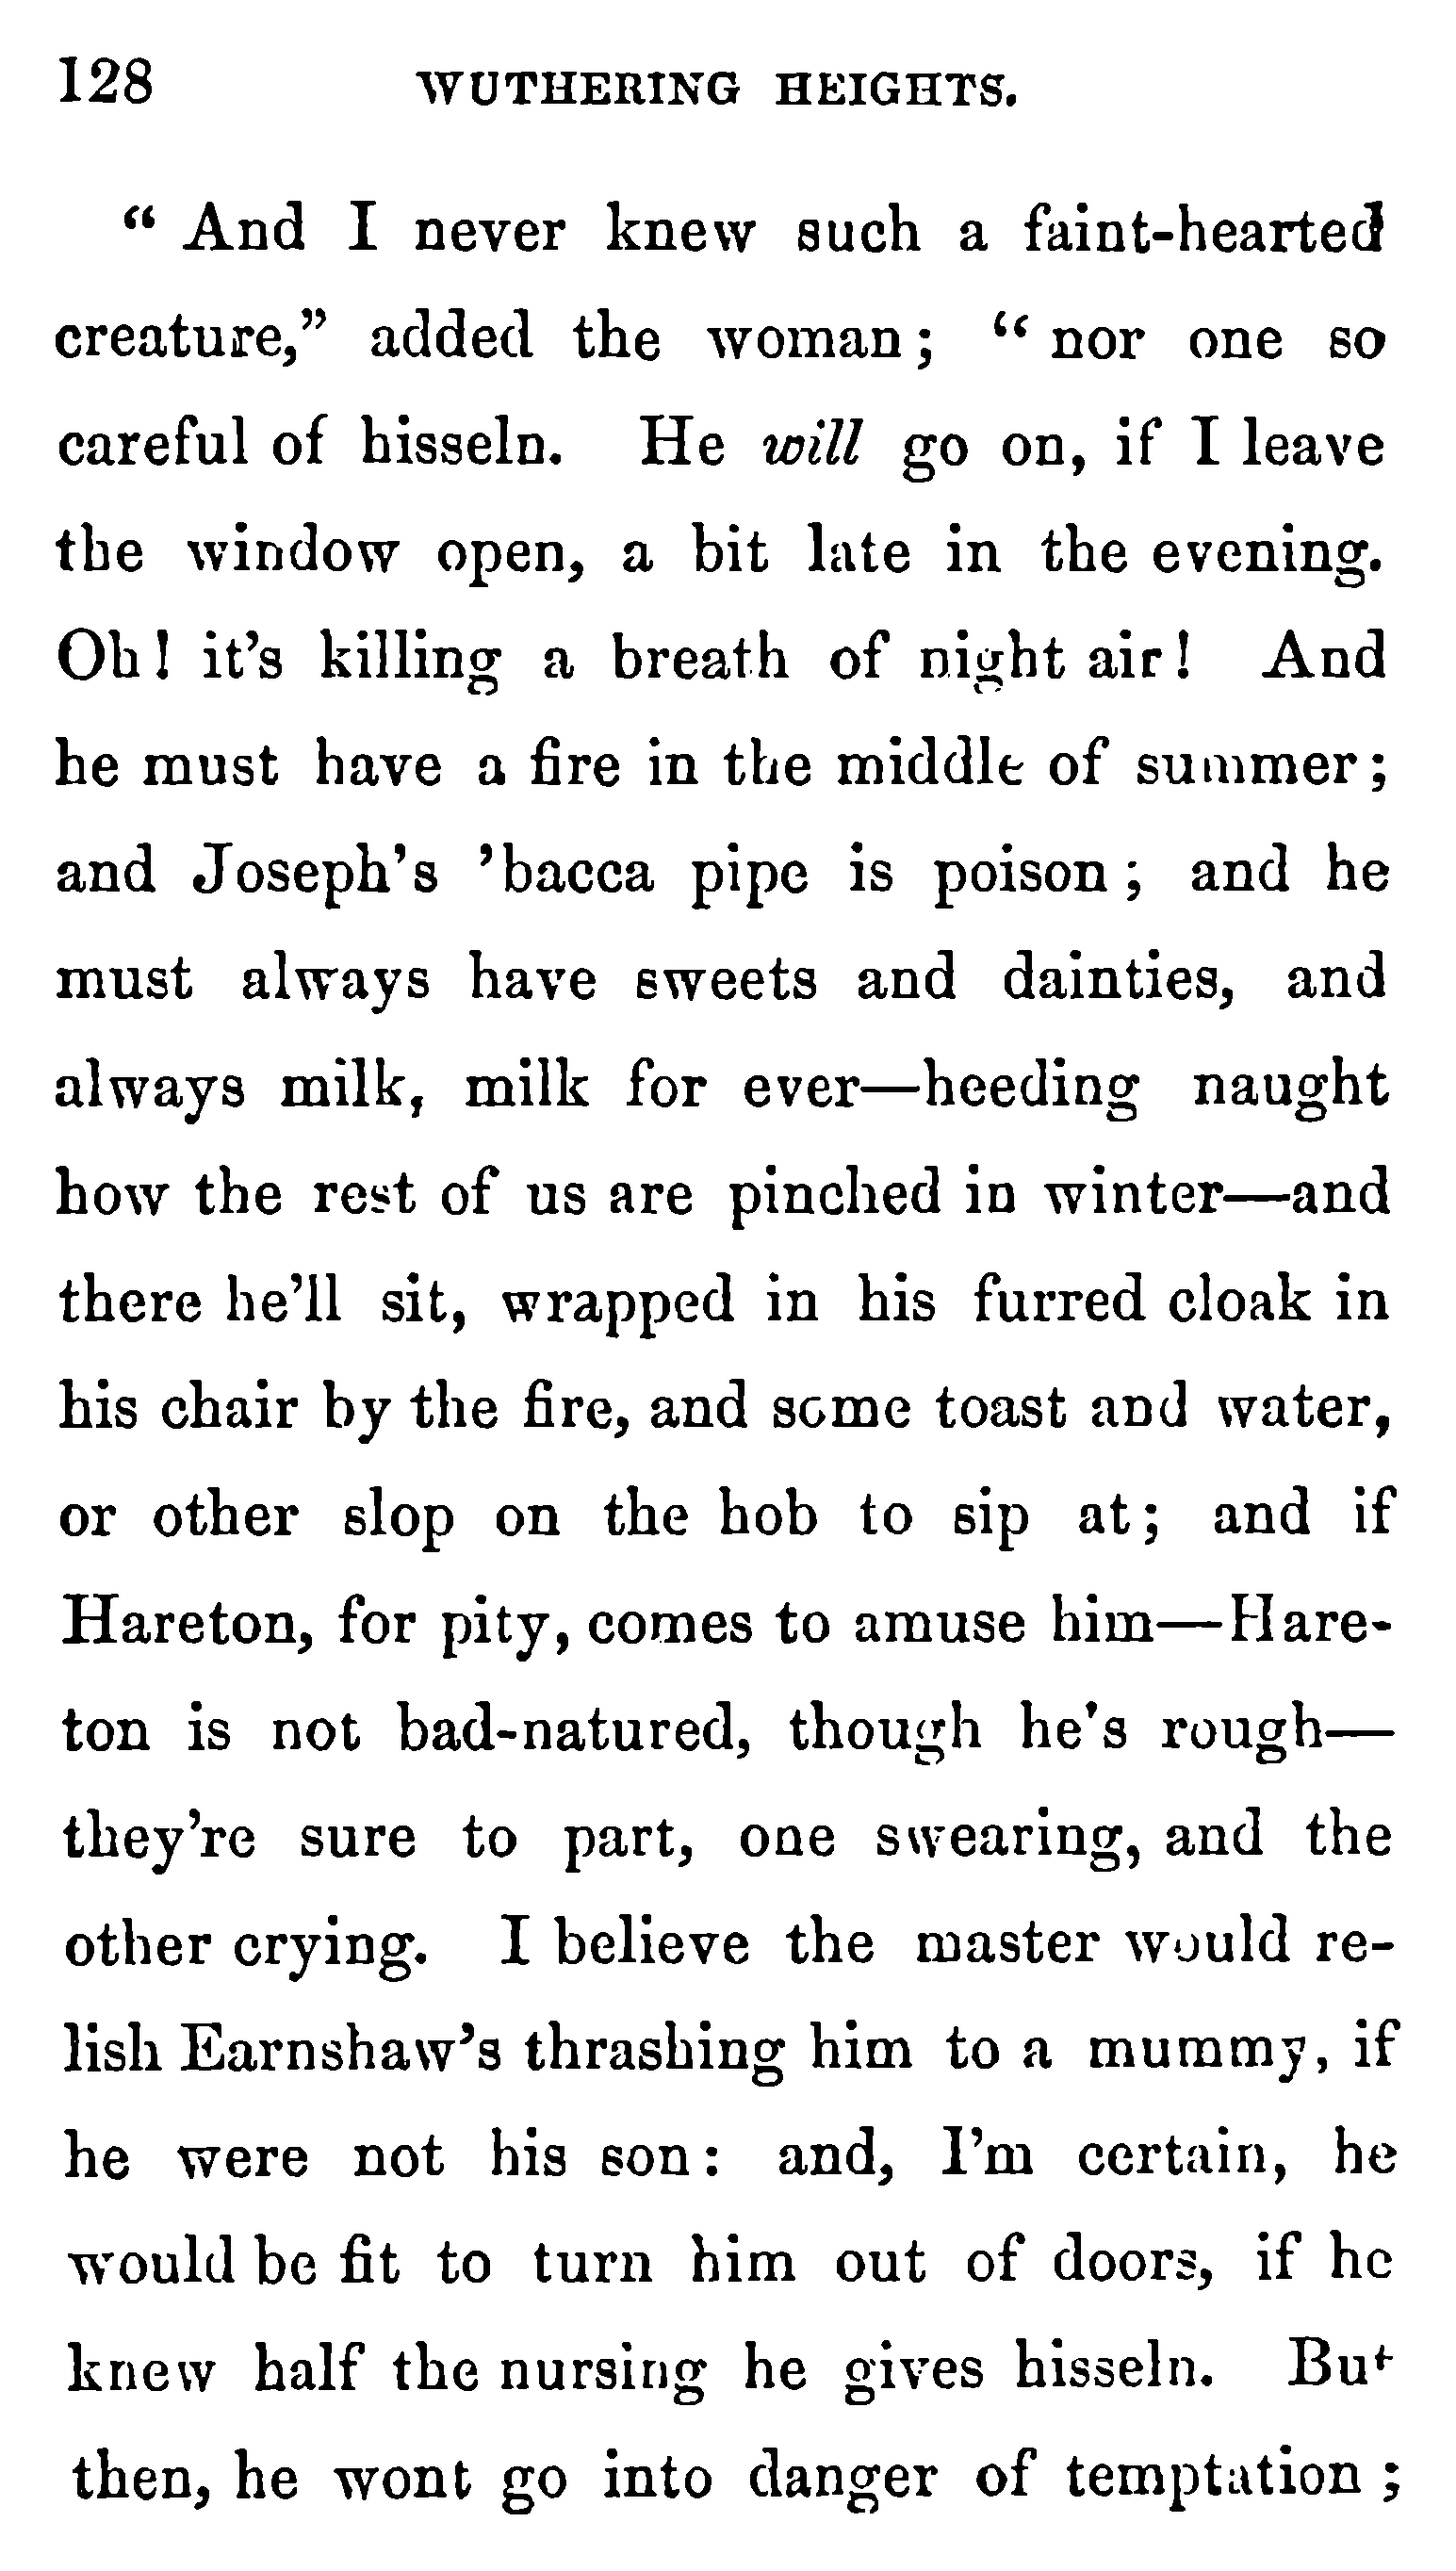 128 WUTHERING HEIGHTS.
“ And I never knew such a faint-hearted
creature,” added the woman; “ nor one so
careful of hisseln. He will go on, if I leave
the window open, a bit late in the evening.
Oh! it’s killing a breath of night air! And
he must have a fire in the middle of summer;
and Joseph’s ’bacca pipe is poison; and he
must always have sweets and dainties, and
always milk, milk for ever—heeding naught
how the rest of us are pinched in winter—and
there he’ll sit, wrapped in his furred cloak in
his chair by the fire, and some toast and water,
or other slop on the hob to sip at; and if
Hareton, for pity, comes to amuse him—Hare-
ton is not bad-natured, though he’s rough—
they’re sure to part, one swearing, and the
other crying. I believe the master would re-
lish Earnshaw’s thrashing him to a mummy, if
he were not his son: and, I’m certain, he
would be fit to turn him out of doors, if he
knew half the nursing he gives hisseln. But
then, he wont go into danger of temptation;